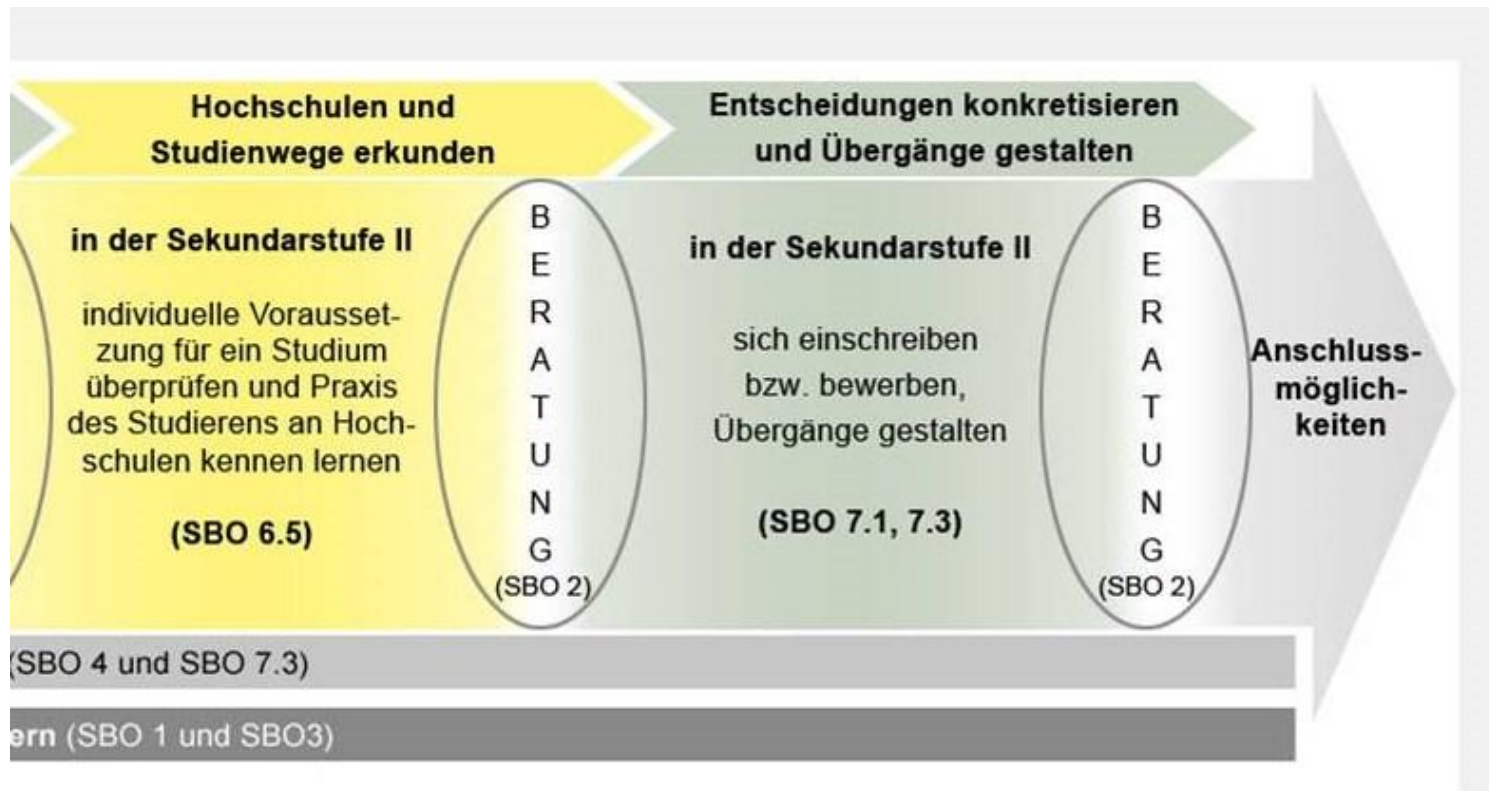 Hochschulen und
Studienwege erkunden
in der Sekundarstufe II
individuelle Vorausset-
zung für ein Studium
überprüfen und Praxis
des Studierens an Hoch-
schulen kennen lernen
(SBO 6.5)
B
E
R
A
T
U
N
G
(SBO 2)
Entscheidungen konkretisieren
und Übergänge gestalten
in der Sekundarstufe II
sich einschreiben
bzw. bewerben,
Übergänge gestalten
(SBO 7.1, 7.3)
B
E
R
A
T
U
N
G
(SBO 2)
Anschluss-
möglich-
keiten
(SBO 4 und SBO 7.3)
ern (SBO 1 und SBO3)